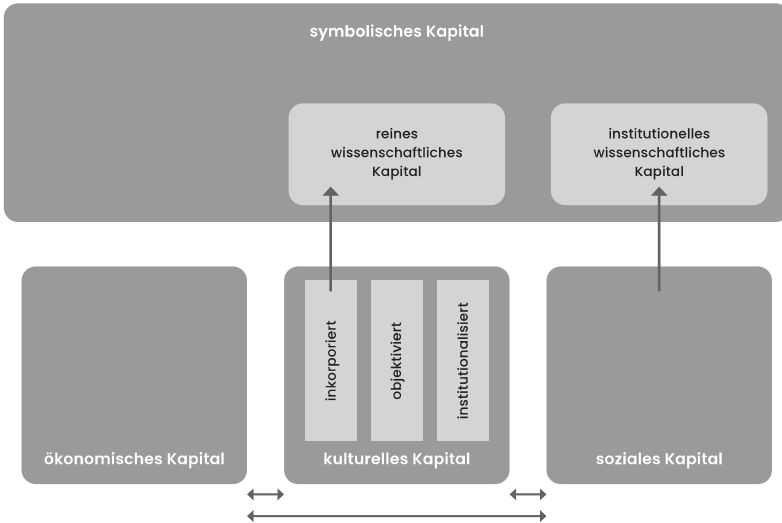 symbolisches Kapital
reines
wissenschaftliches
Kapital
institutionelles
wissenschaftliches
Kapital
inkorporiert
objektiviert
institutionalisiert
ökonomisches Kapital
kulturelles Kapital
soziales Kapital